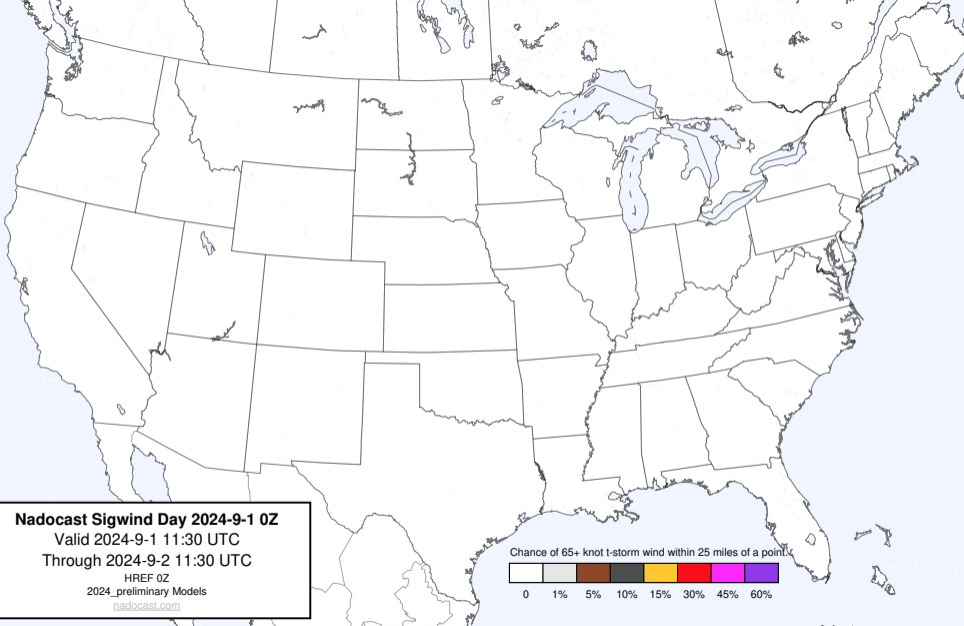 Nadocast Sigwind Day 2024-9-1 0Z
Valid 2024-9-1 11:30 UTC
Through 2024-9-2 11:30 UTC
HREF 0Z
2024_preliminary Models
nadocast.com
Chance of 65+ knot t-storm wind within 25 miles of a point.
0 1% 5% 10% 15% 30% 45% 60%